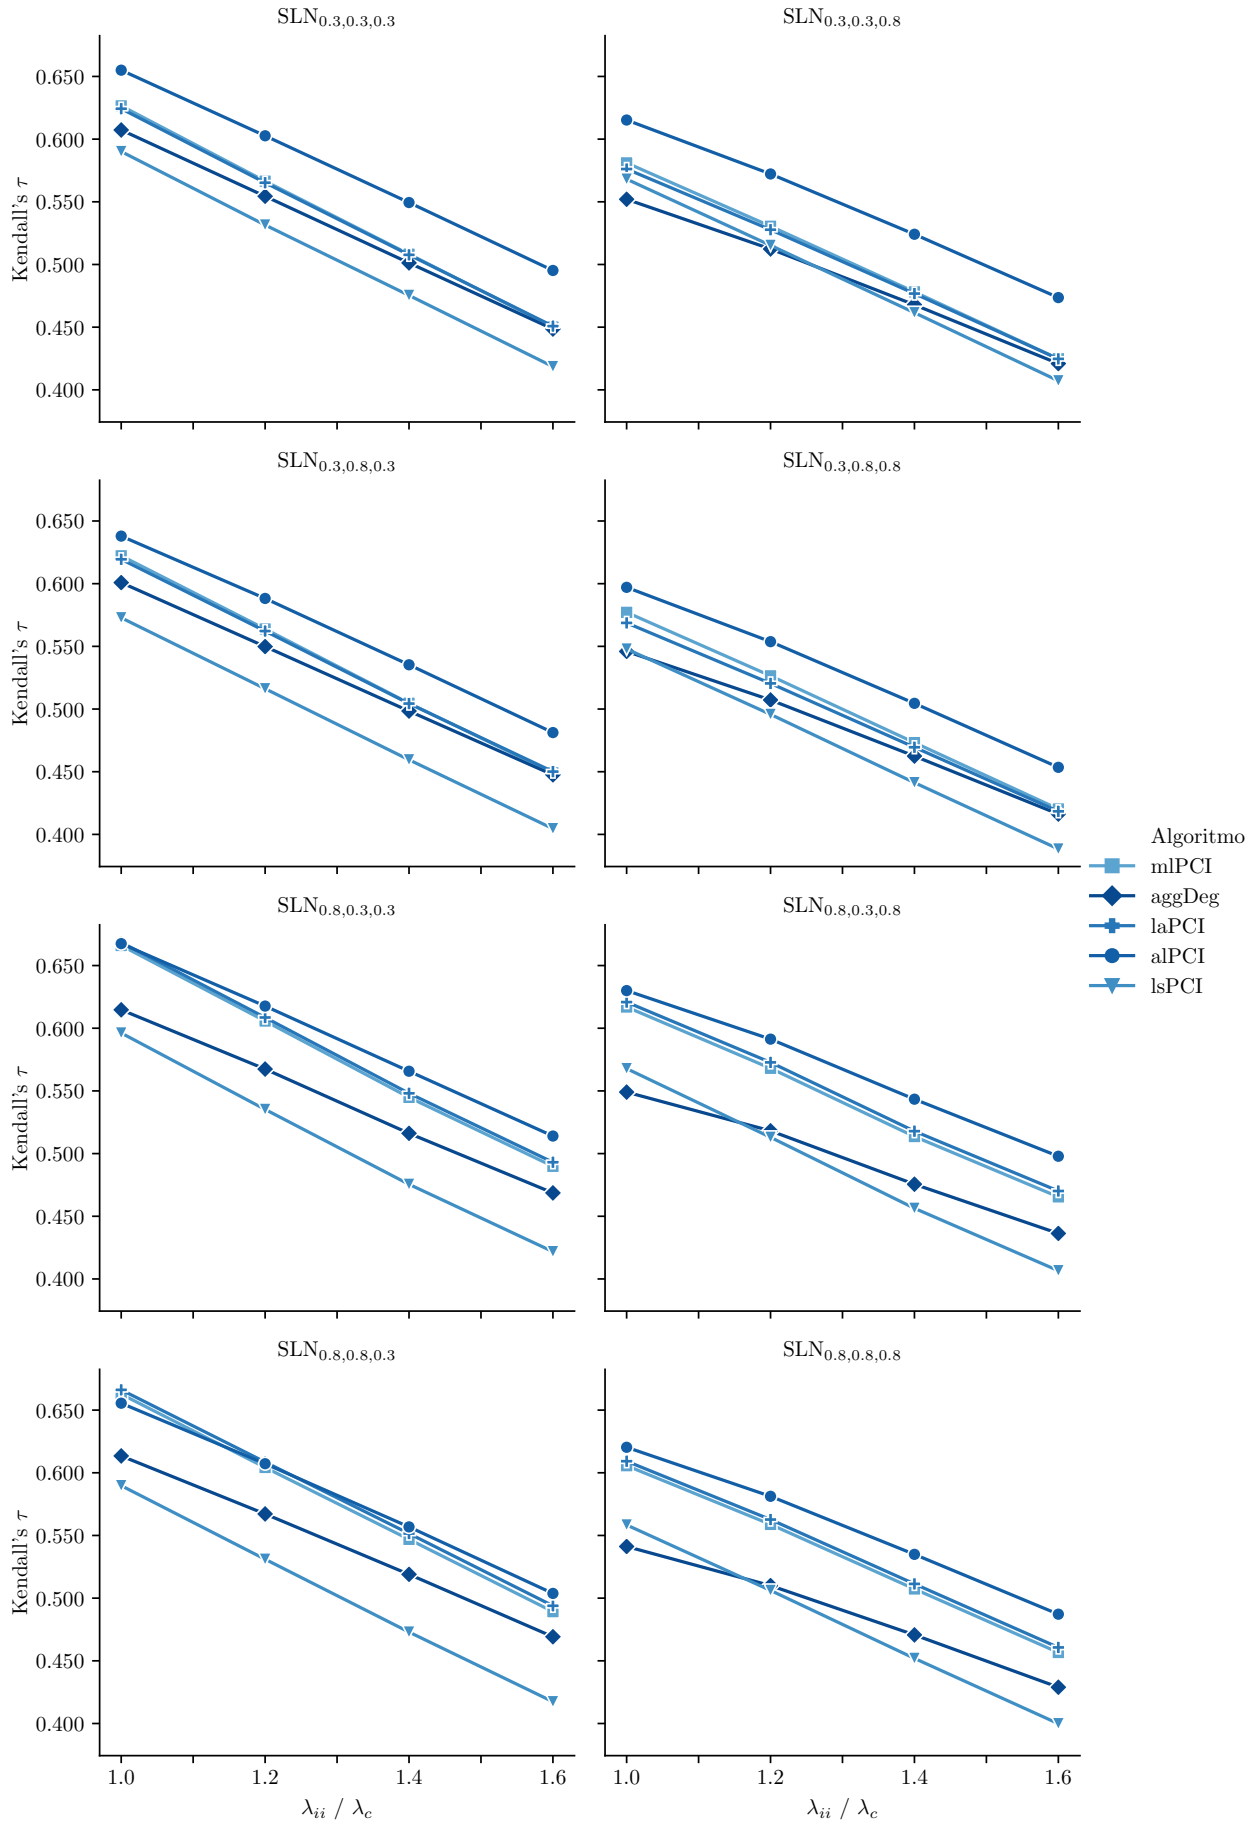 SLN0.3,0.3,0.3
SLN0.3,0.3,0.8
0.650
0.600
0.550
0.500
0.450
0.400
Kendall's τ
SLN0.3,0.8,0.3
SLN0.3,0.8,0.8
0.650
0.600
0.550
0.500
0.450
0.400
Kendall's τ
Algoritmo
mlPCI
aggDeg
laPCI
alPCI
lsPCI
SLN0.8,0.3,0.3
SLN0.8,0.3,0.8
0.650
0.600
0.550
0.500
0.450
0.400
Kendall's τ
SLN0.8,0.8,0.3
SLN0.8,0.8,0.8
0.650
0.600
0.550
0.500
0.450
0.400
Kendall's τ
1.0 1.2 1.4 1.6
1.0 1.2 1.4 1.6
λii / λc
λii / λc